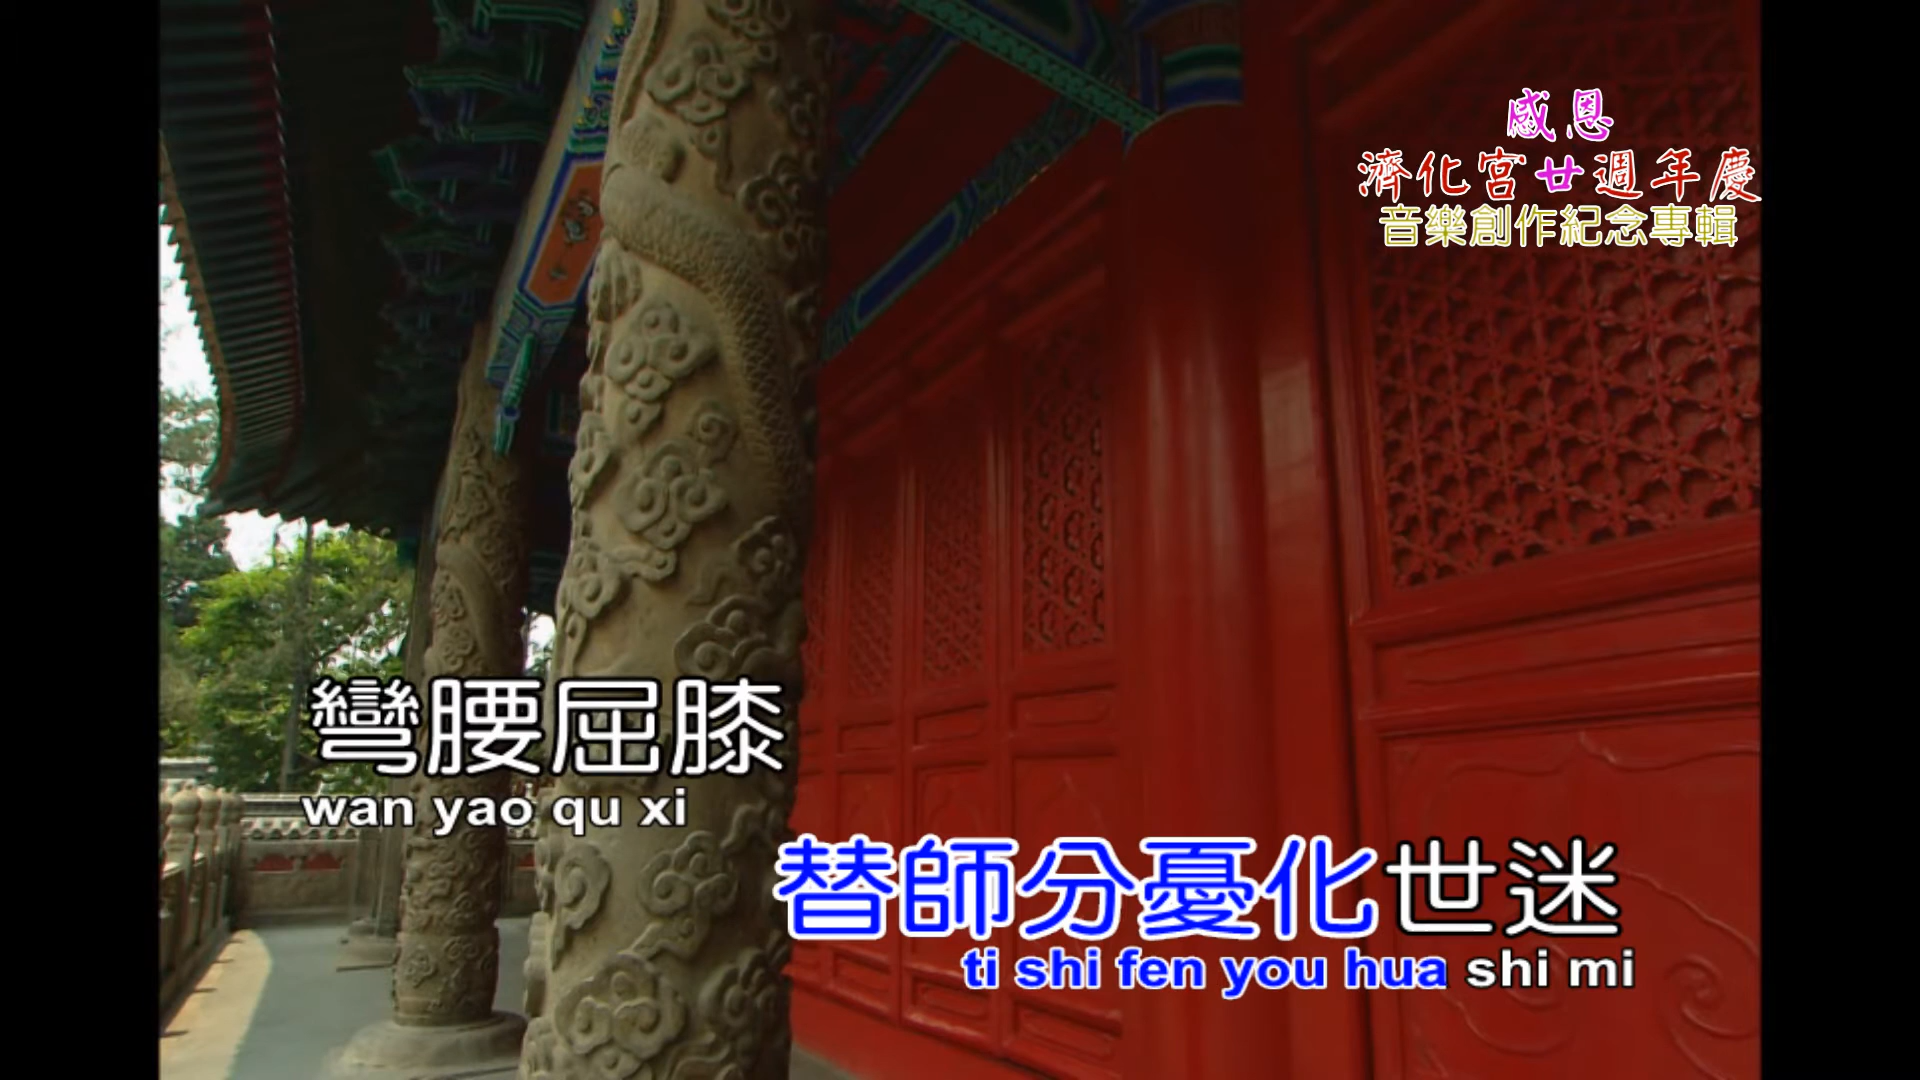 感恩
濟化宮廿週年慶
音樂創作紀念專輯
彎腰屈膝
wan yao qu xi
替師分憂化世迷
ti shi fen you hua shi mi